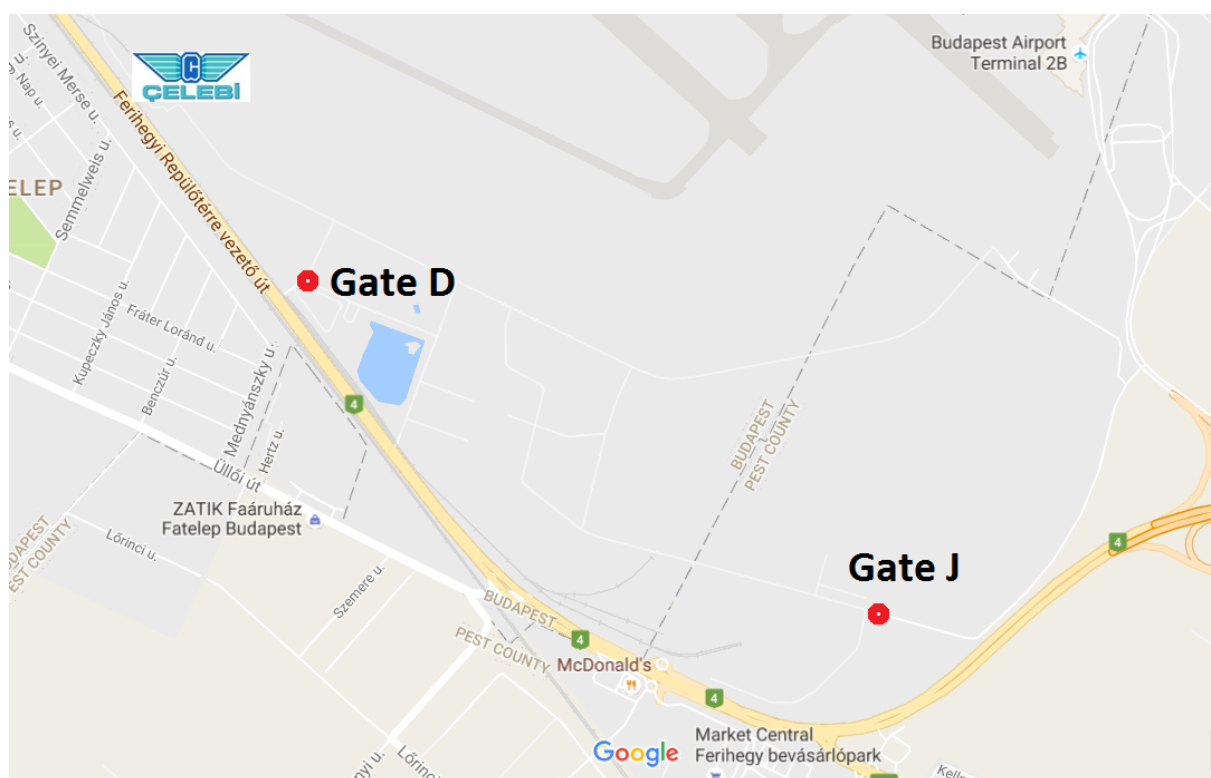 Szinyei Merse u.
Nap u.
ÇELEBİ
Budapest Airport
Terminal 2B
Ferihegyi Repülőtérre vezető út
Semmelweis u.
ELEP
Gate D
Kupeczky János u.
Fráter Loránd u.
Benczúr u.
Mednyánszky u.
Hertz u.
4
BUDAPEST
PEST COUNTY
Üllői út
ZATIK Faáruház
Fatelep Budapest
Lőrinci u.
BUDAPEST
PEST COUNTY
Szemere u.
4
Gate J
BUDAPEST
PEST COUNTY
4
McDonald's
4
Google
Market Central
Ferihegy bevásárlópark
Lőrinci
nyi u.